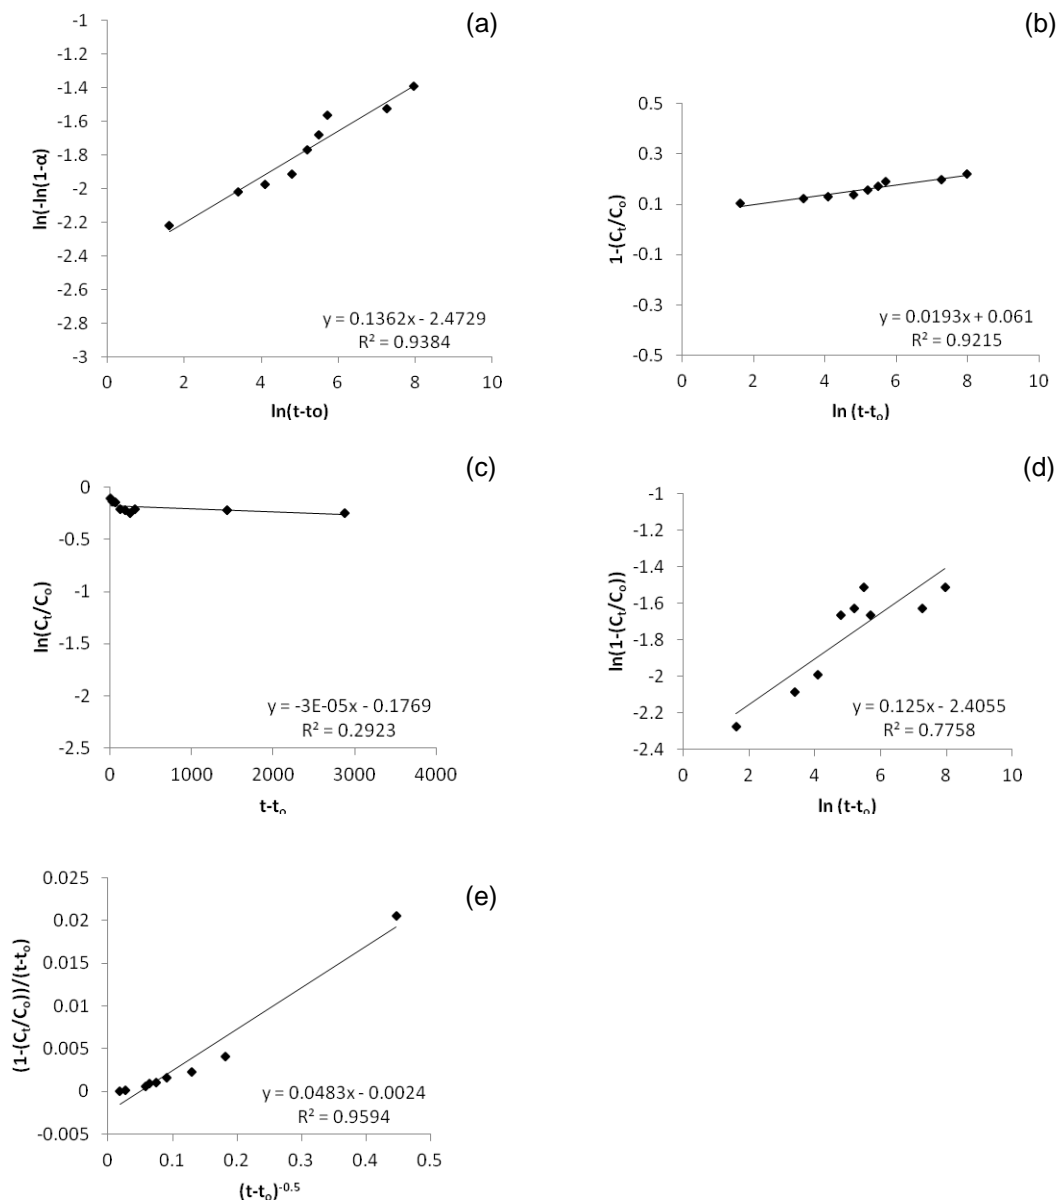 (a)
-1
-1.2
-1.4
-1.6
-1.8
-2
-2.2
-2.4
-2.6
-2.8
-3
ln(-ln(1-α)
y = 0.1362x - 2.4729
R² = 0.9384
0 2 4 6 8 10
ln(t-to)
(b)
0.5
0.3
0.1
-0.1
-0.3
-0.5
1-(Cₜ/Cₒ)
y = 0.0193x + 0.061
R² = 0.9215
0 2 4 6 8 10
ln (t-tₒ)
(c)
0
-0.5
-1
-1.5
-2
-2.5
ln(Cₜ/Cₒ)
y = -3E-05x - 0.1769
R² = 0.2923
0 1000 2000 3000 4000
t-tₒ
(d)
-1
-1.2
-1.4
-1.6
-1.8
-2
-2.2
-2.4
ln(1-(Cₜ/Cₒ))
y = 0.125x - 2.4055
R² = 0.7758
0 2 4 6 8 10
ln (t-tₒ)
(e)
0.025
0.02
0.015
0.01
0.005
0
-0.005
(1-(Cₜ/Cₒ))/(t-tₒ)
y = 0.0483x - 0.0024
R² = 0.9594
0 0.1 0.2 0.3 0.4 0.5
(t-tₒ)⁻⁰·⁵